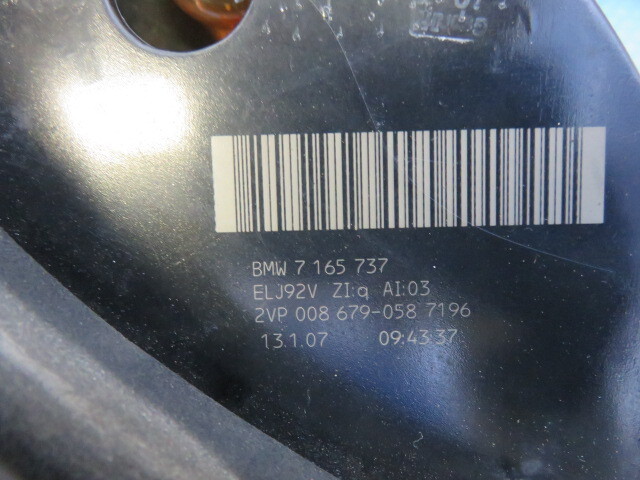 BMW 7 165 737
ELJ92V ZI:q AI:03
2VP 008 679-058 7196
13.1.07 09:43:37